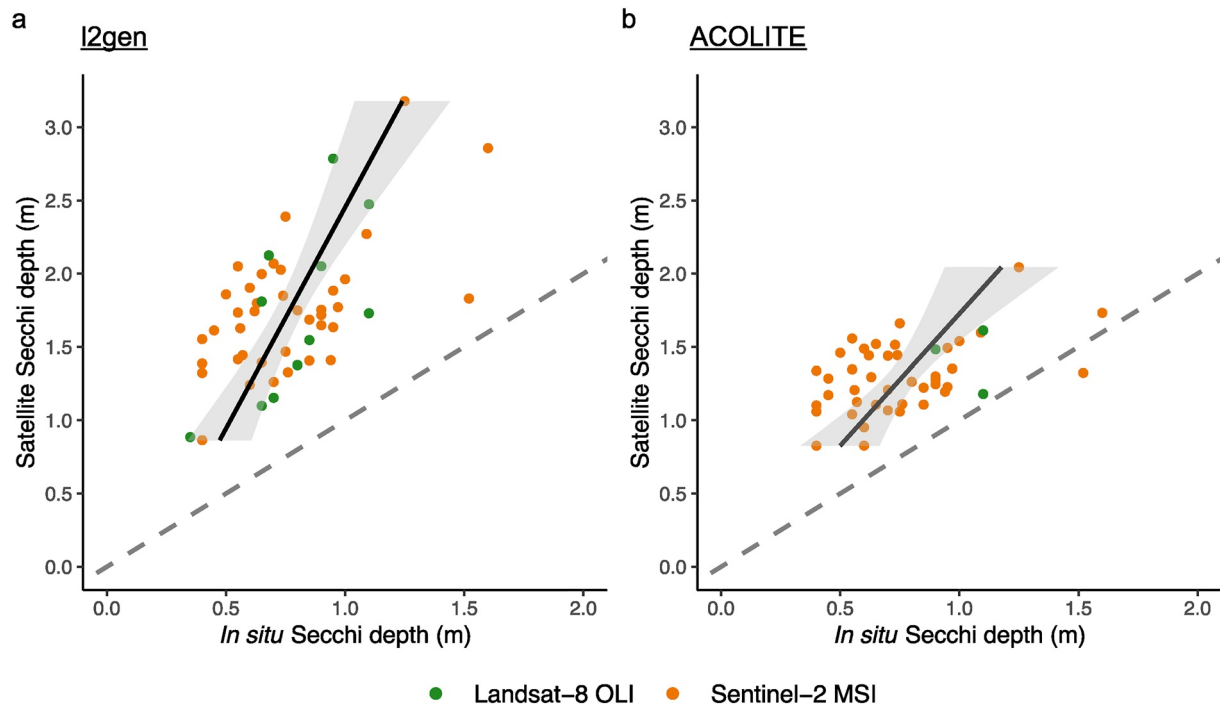 a
l2gen
Satellite Secchi depth (m)
3.0
2.5
2.0
1.5
1.0
0.5
0.0
0.0 0.5 1.0 1.5 2.0
In situ Secchi depth (m)
b
ACOLITE
Satellite Secchi depth (m)
3.0
2.5
2.0
1.5
1.0
0.5
0.0
0.0 0.5 1.0 1.5 2.0
In situ Secchi depth (m)
Landsat−8 OLI Sentinel−2 MSI